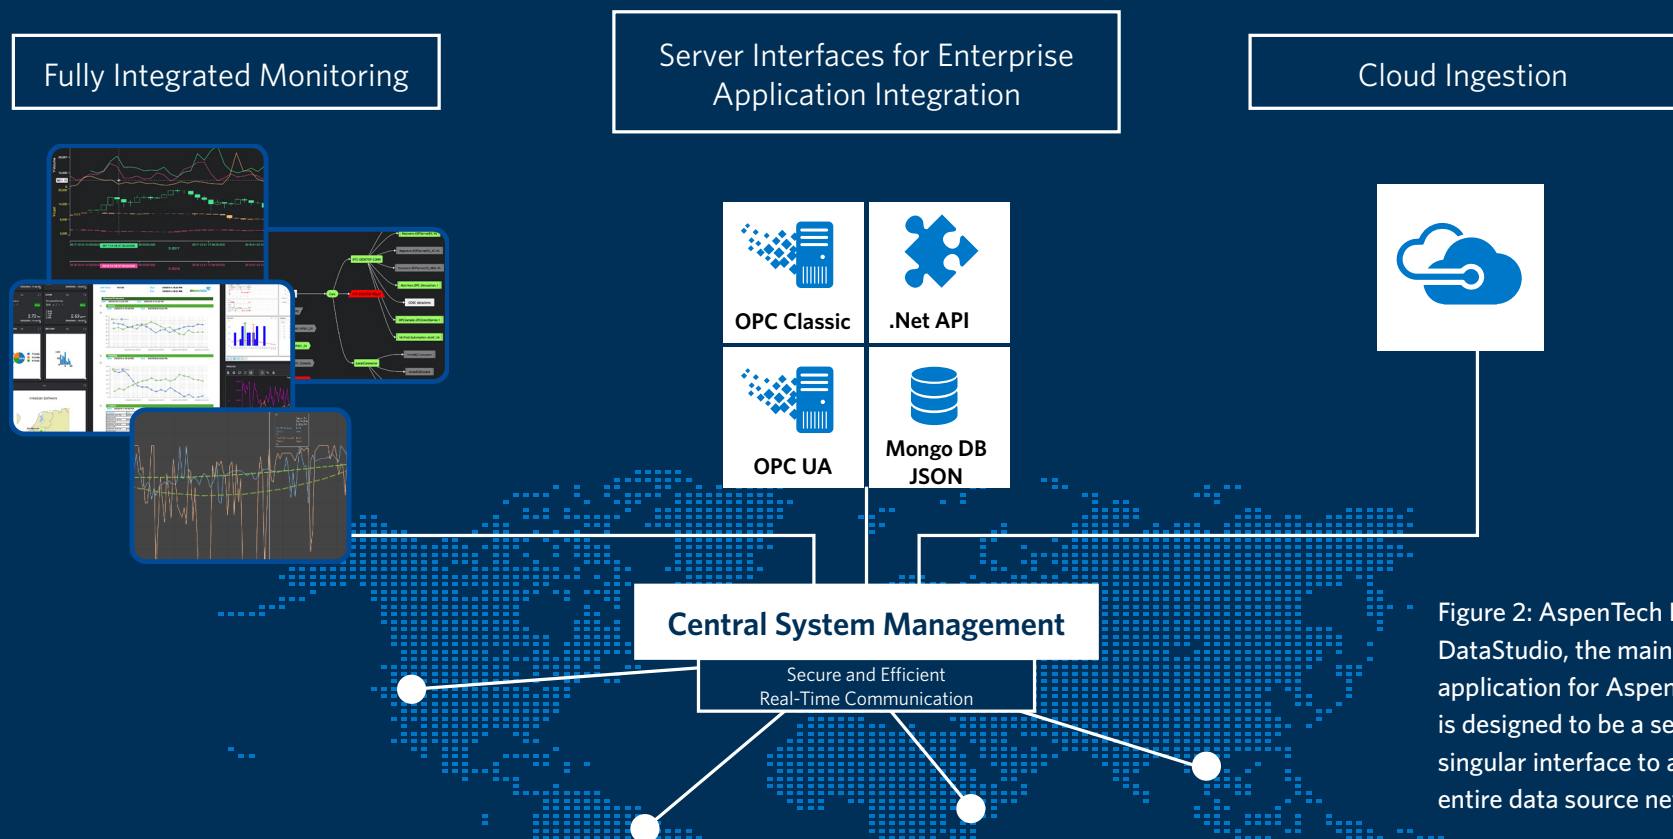 Fully Integrated Monitoring
Server Interfaces for Enterprise
Application Integration
Cloud Ingestion
OPC Classic
.Net API
OPC UA
Mongo DB
JSON
Central System Management
Secure and Efficient
Real-Time Communication
Figure 2: AspenTech
DataStudio, the main
application for Aspen
is designed to be a
singular interface to
entire data source